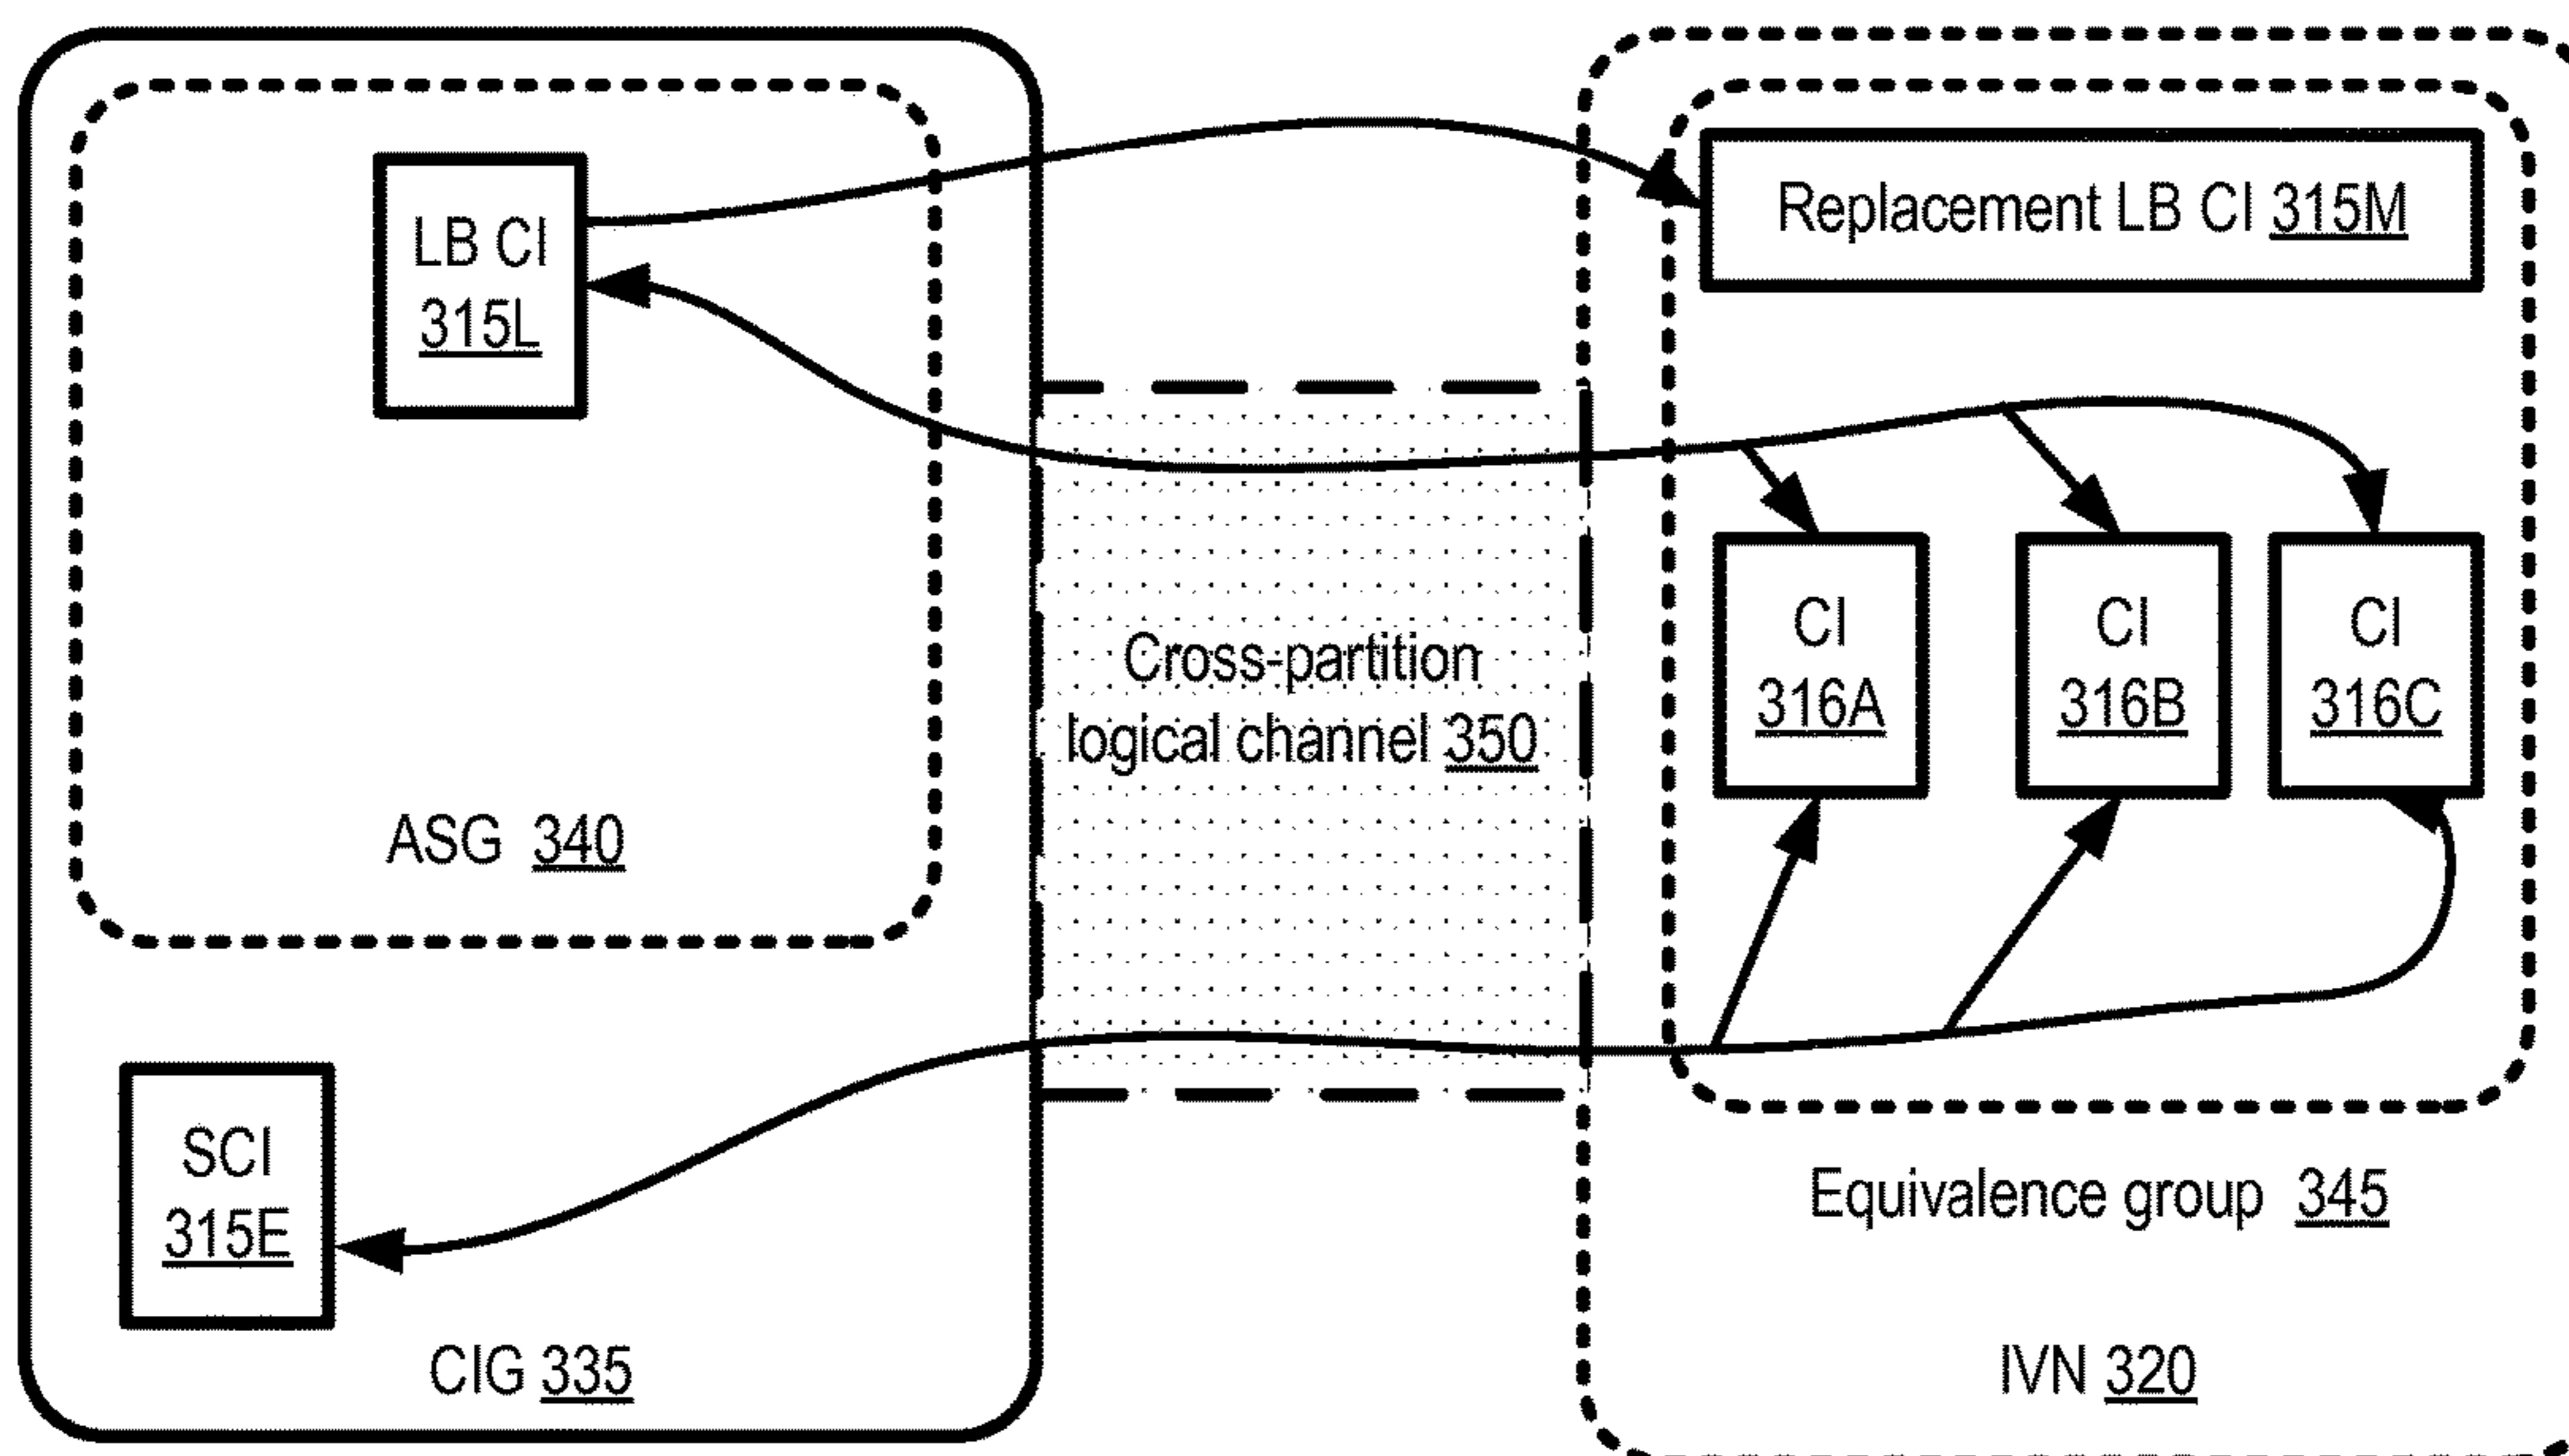 LB CI
315L
Replacement LB CI 315M
CI
316A
CI
316B
CI
316C
Cross-partition
logical channel 350
ASG 340
SCI
315E
Equivalence group 345
CIG 335
IVN 320